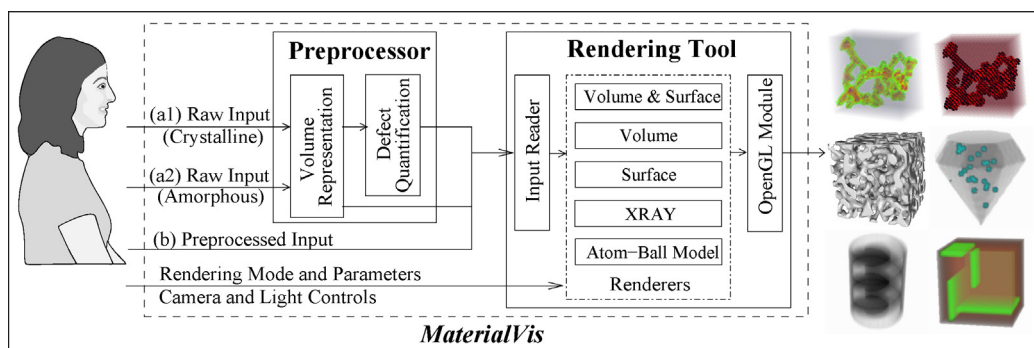 Preprocessor
Rendering Tool
(a1) Raw Input
(Crystalline)
(a2) Raw Input
(Amorphous)
(b) Preprocessed Input
Rendering Mode and Parameters
Camera and Light Controls
Volume
Representation
Defect
Quantification
Input Reader
Volume & Surface
Volume
Surface
XRAY
Atom−Ball Model
Renderers
OpenGL Module
MaterialVis